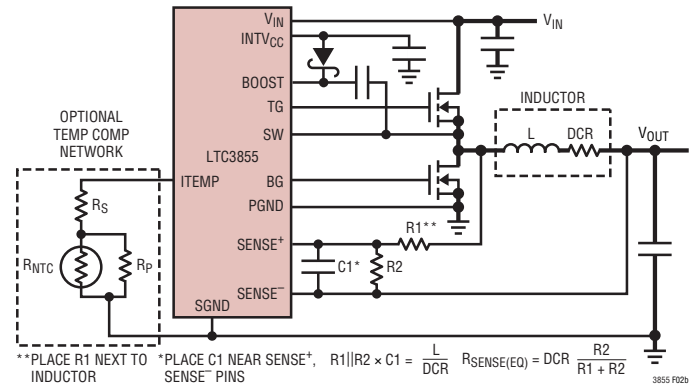 V_IN
V_IN
INTV_CC
BOOST
TG
SW
INDUCTOR
L
DCR
V_OUT
OPTIONAL
TEMP COMP
NETWORK
LTC3855
ITEMP
BG
PGND
R_S
R_NTC
R_P
SENSE⁺
R1**
C1*
R2
SENSE⁻
SGND
**PLACE R1 NEXT TO
INDUCTOR
*PLACE C1 NEAR SENSE⁺,
SENSE⁻ PINS
R1||R2 × C1 = L / DCR
R_SENSE(EQ) = DCR R2 / R1 + R2
3855 F02b